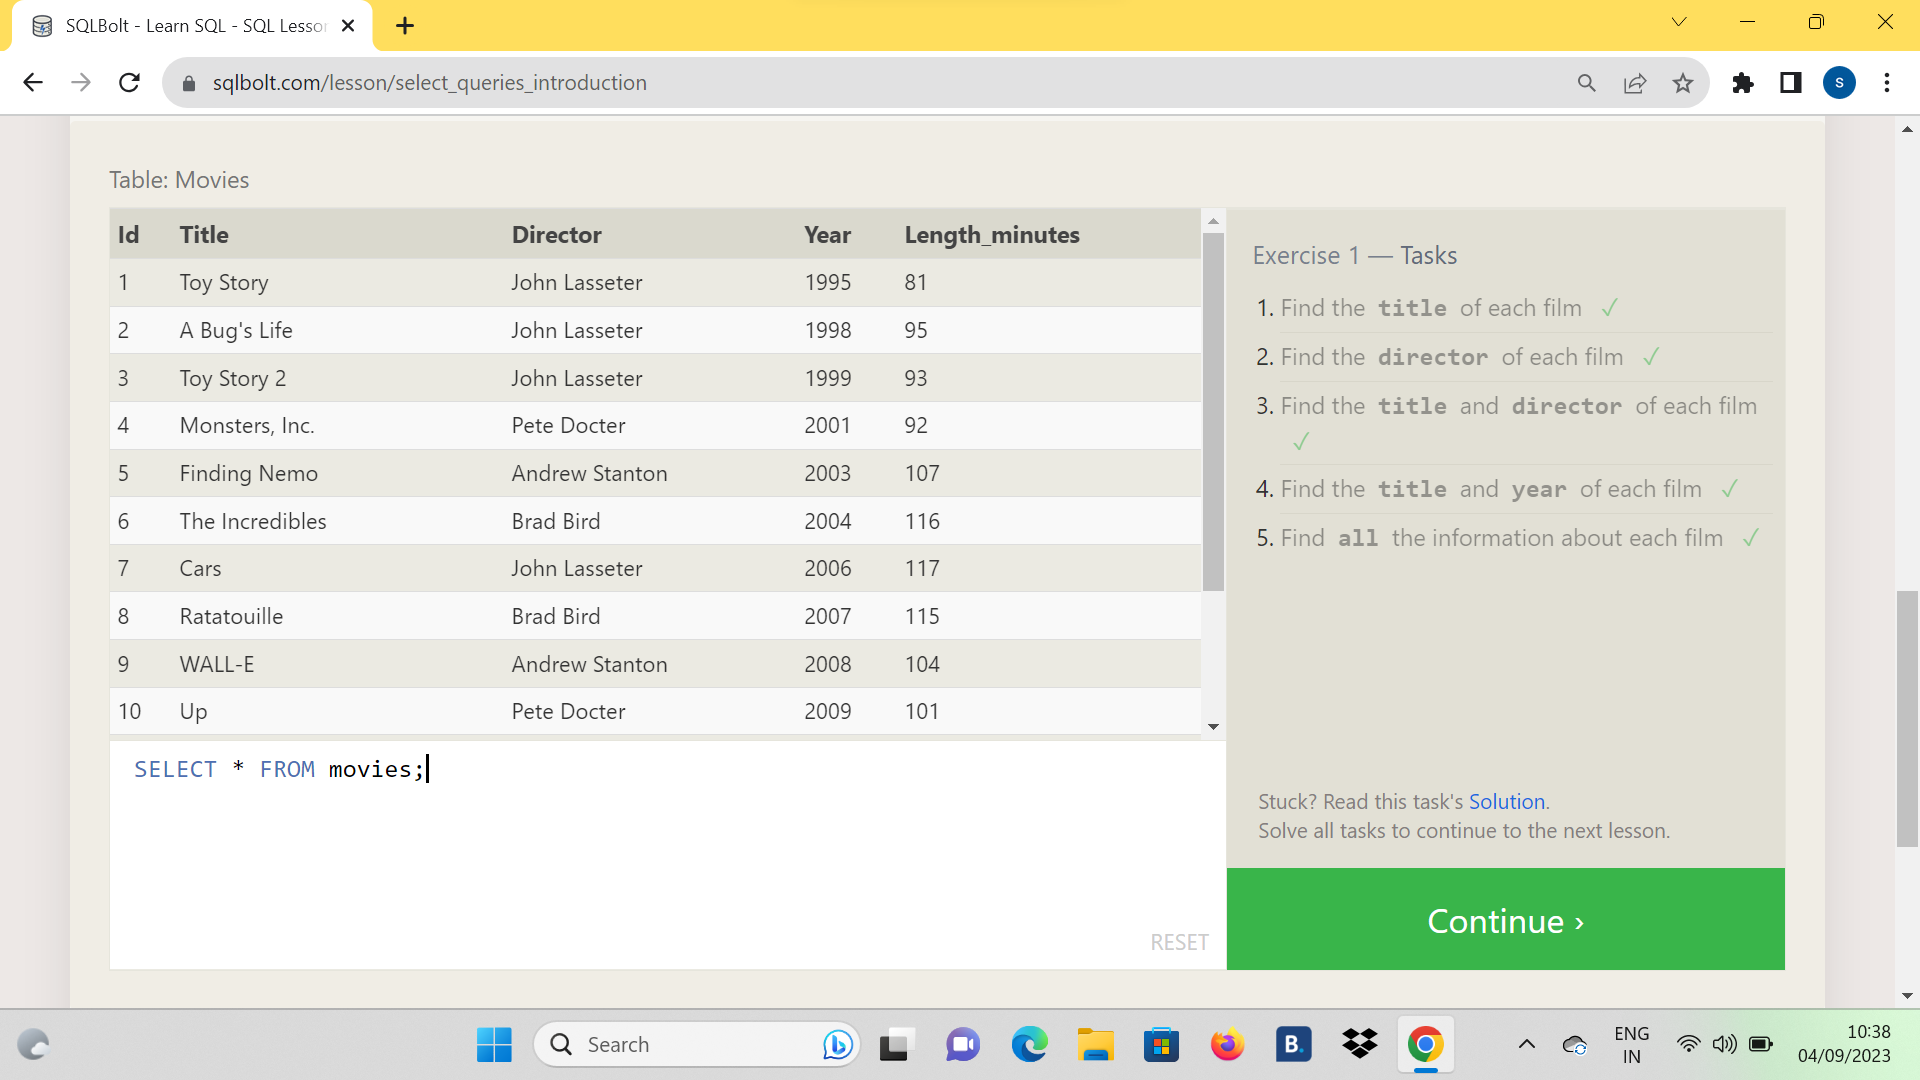 SQLBolt - Learn SQL - SQL Lesso
sqlbolt.com/lesson/select_queries_introduction
S
Table: Movies
Id Title Director Year Length_minutes
1 Toy Story John Lasseter 1995 81
2 A Bug's Life John Lasseter 1998 95
3 Toy Story 2 John Lasseter 1999 93
4 Monsters, Inc. Pete Docter 2001 92
5 Finding Nemo Andrew Stanton 2003 107
6 The Incredibles Brad Bird 2004 116
7 Cars John Lasseter 2006 117
8 Ratatouille Brad Bird 2007 115
9 WALL-E Andrew Stanton 2008 104
10 Up Pete Docter 2009 101
SELECT * FROM movies;
RESET
Exercise 1 — Tasks
1. Find the title of each film ✓
2. Find the director of each film ✓
3. Find the title and director of each film
✓
4. Find the title and year of each film ✓
5. Find all the information about each film ✓
Stuck? Read this task's Solution.
Solve all tasks to continue to the next lesson.
Continue ›
Search
B.
ENG
IN
10:38
04/09/2023